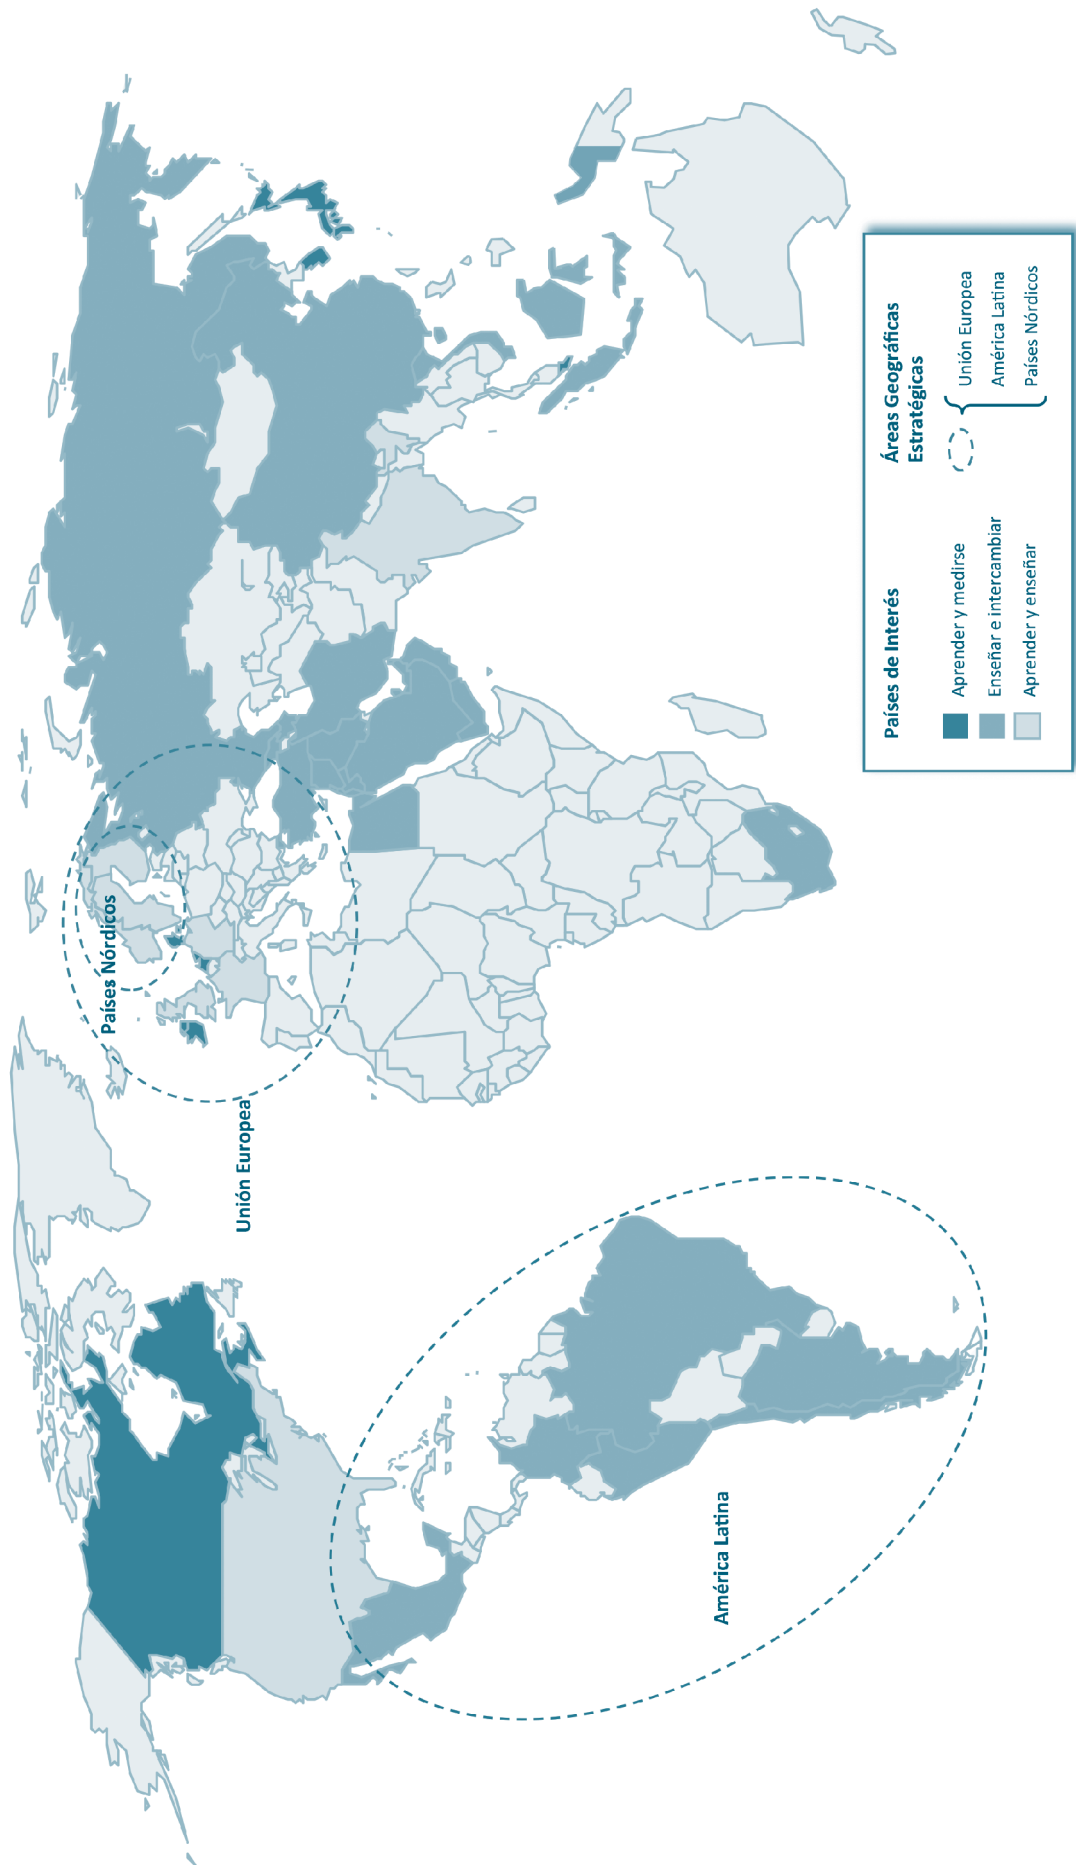 Países Nórdicos
Unión Europea
América Latina
Países de Interés
Aprender y medirse
Enseñar e intercambiar
Aprender y enseñar
Áreas Geográficas
Estratégicas
Unión Europea
América Latina
Países Nórdicos